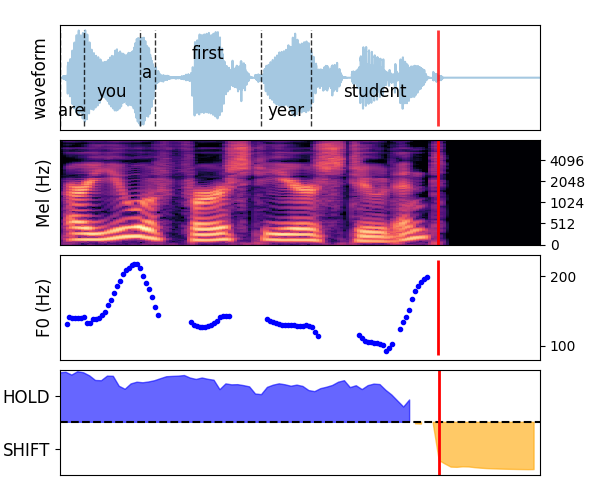 waveform
are
you
a
first
year
student
Mel (Hz)
4096
2048
1024
512
0
F0 (Hz)
200
100
HOLD
SHIFT